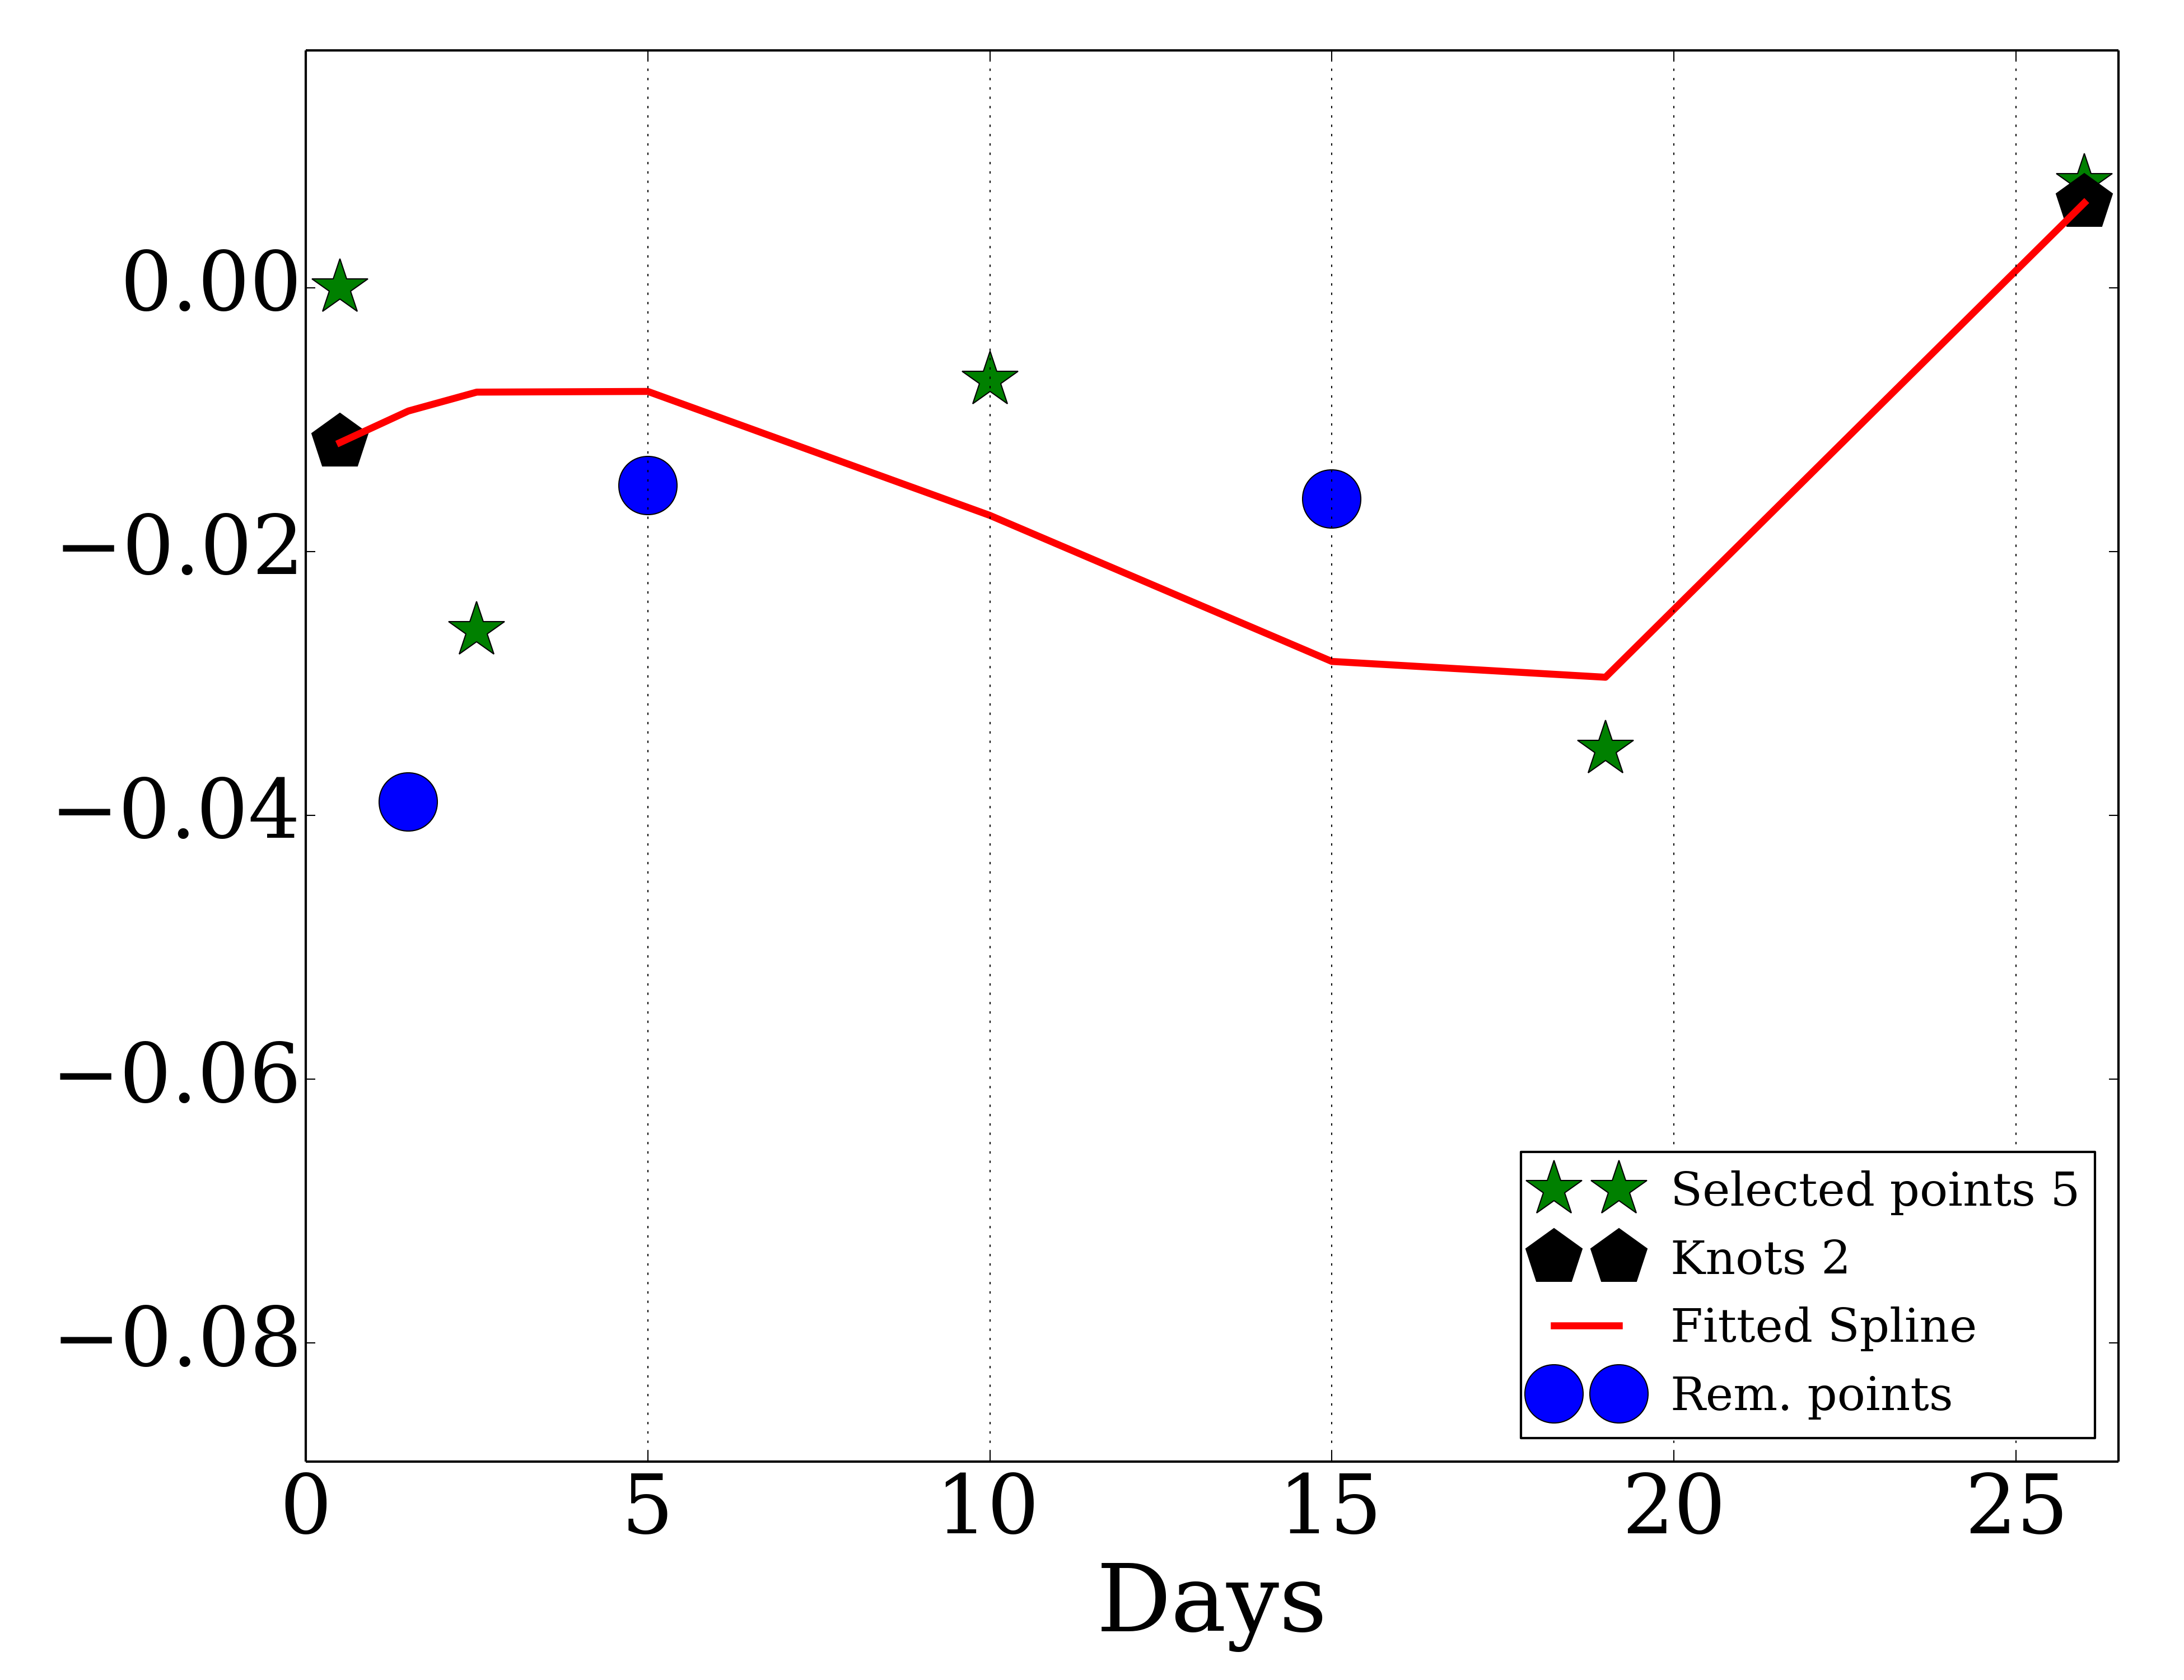 0.00
−0.02
−0.04
−0.06
−0.08
0 5 10 15 20 25
Days
Selected points 5
Knots 2
Fitted Spline
Rem. points